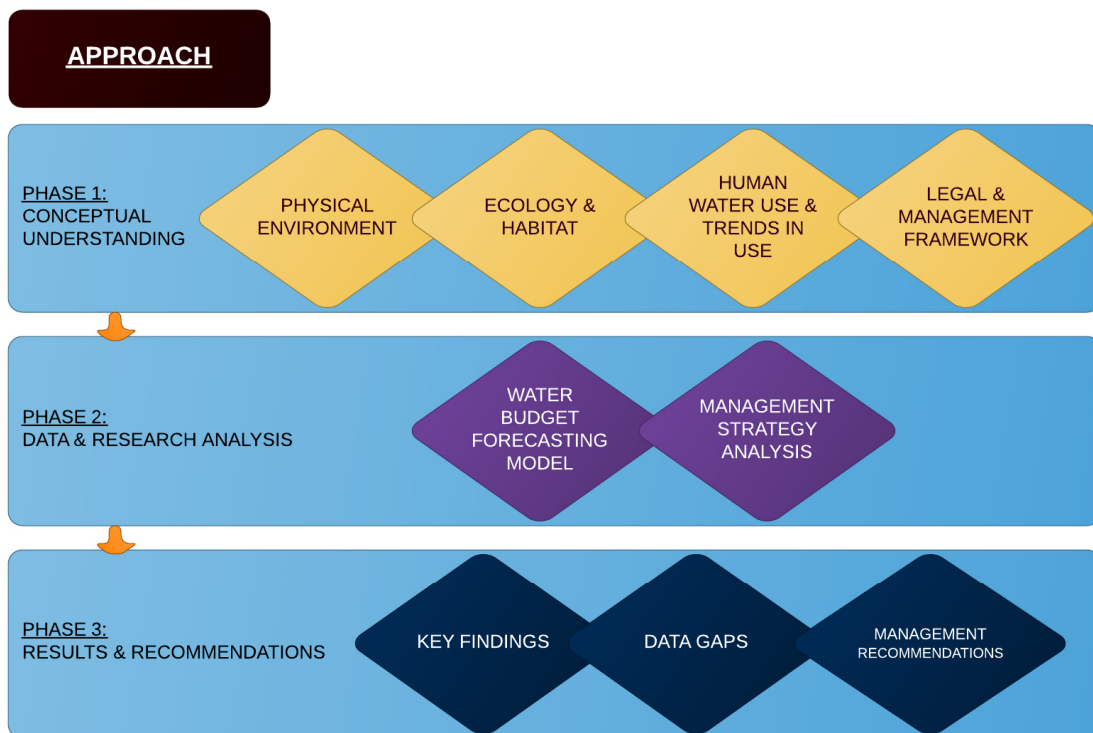 APPROACH
PHASE 1:
CONCEPTUAL
UNDERSTANDING
PHYSICAL
ENVIRONMENT
ECOLOGY &
HABITAT
HUMAN
WATER USE &
TRENDS IN
USE
LEGAL &
MANAGEMENT
FRAMEWORK
PHASE 2:
DATA & RESEARCH ANALYSIS
WATER
BUDGET
FORECASTING
MODEL
MANAGEMENT
STRATEGY
ANALYSIS
PHASE 3:
RESULTS & RECOMMENDATIONS
KEY FINDINGS
DATA GAPS
MANAGEMENT
RECOMMENDATIONS